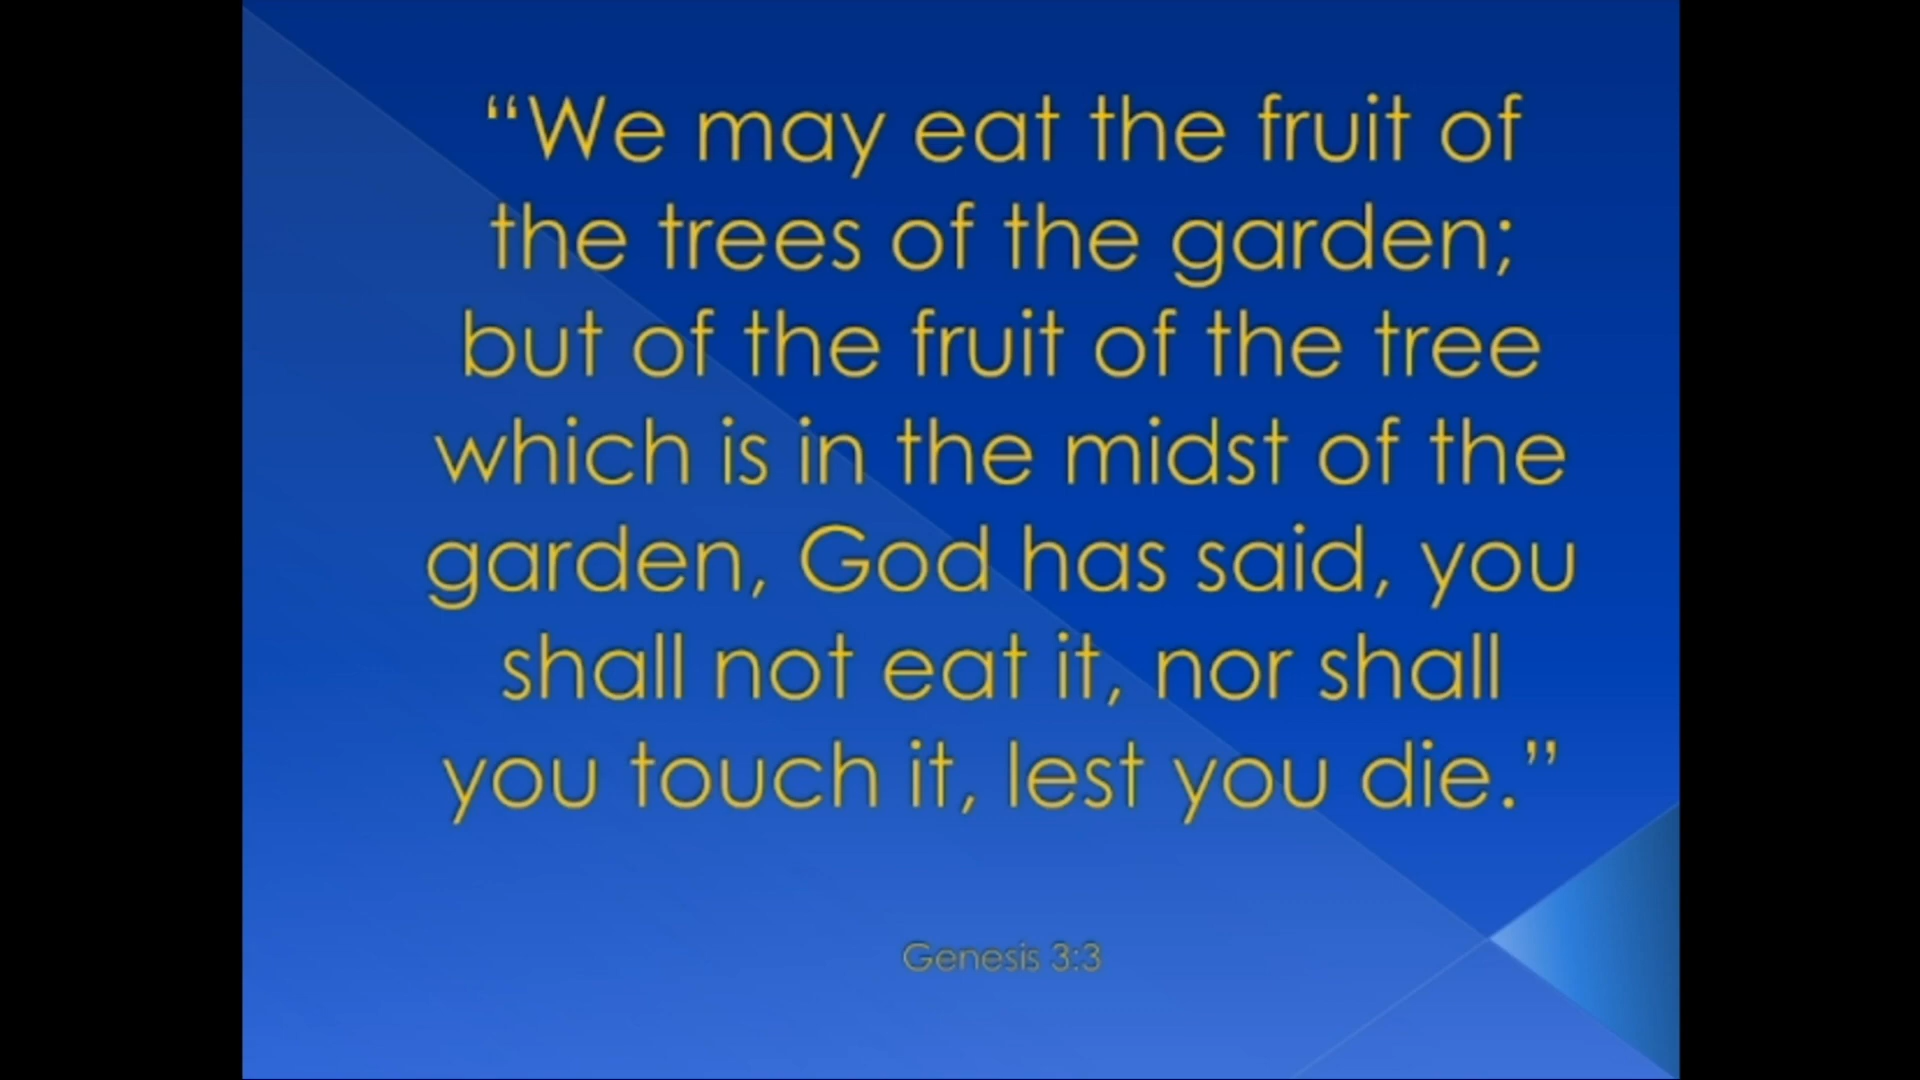 “We may eat the fruit of
the trees of the garden;
but of the fruit of the tree
which is in the midst of the
garden, God has said, you
shall not eat it, nor shall
you touch it, lest you die.”
Genesis 3:3